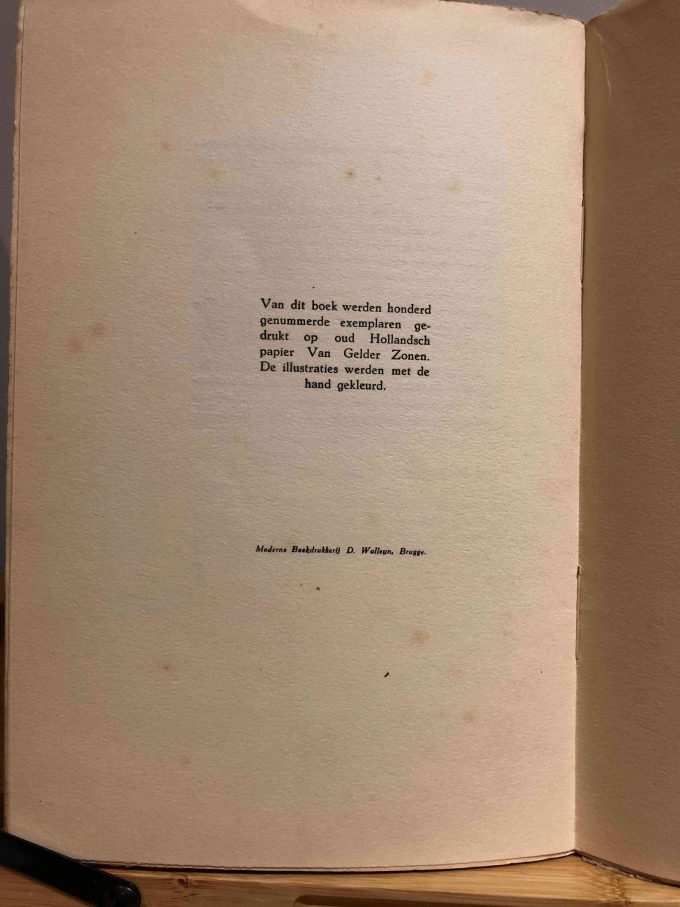 Van dit boek werden honderd
genummerde exemplaren ge-
drukt op oud Hollandsch
papier Van Gelder Zonen.
De illustraties werden met de
hand gekleurd.
Moderne Boekdrukkerij D. Walleyn, Brugge.